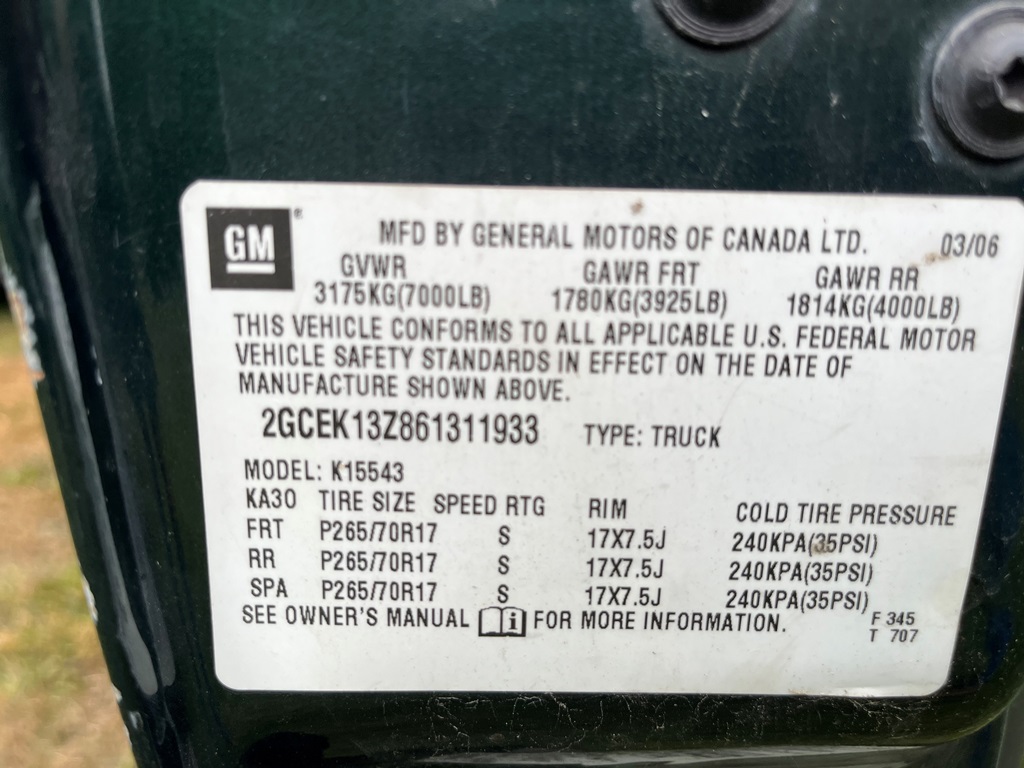 GM ®
MFD BY GENERAL MOTORS OF CANADA LTD. 03/06
GVWR GAWR FRT GAWR RR
3175KG(7000LB) 1780KG(3925LB) 1814KG(4000LB)
THIS VEHICLE CONFORMS TO ALL APPLICABLE U.S. FEDERAL MOTOR
VEHICLE SAFETY STANDARDS IN EFFECT ON THE DATE OF
MANUFACTURE SHOWN ABOVE.
2GCEK13Z861311933 TYPE: TRUCK
MODEL: K15543
KA30 TIRE SIZE SPEED RTG RIM COLD TIRE PRESSURE
FRT P265/70R17 S 17X7.5J 240KPA(35PSI)
RR P265/70R17 S 17X7.5J 240KPA(35PSI)
SPA P265/70R17 S 17X7.5J 240KPA(35PSI)
SEE OWNER'S MANUAL i FOR MORE INFORMATION. F 345
T 707